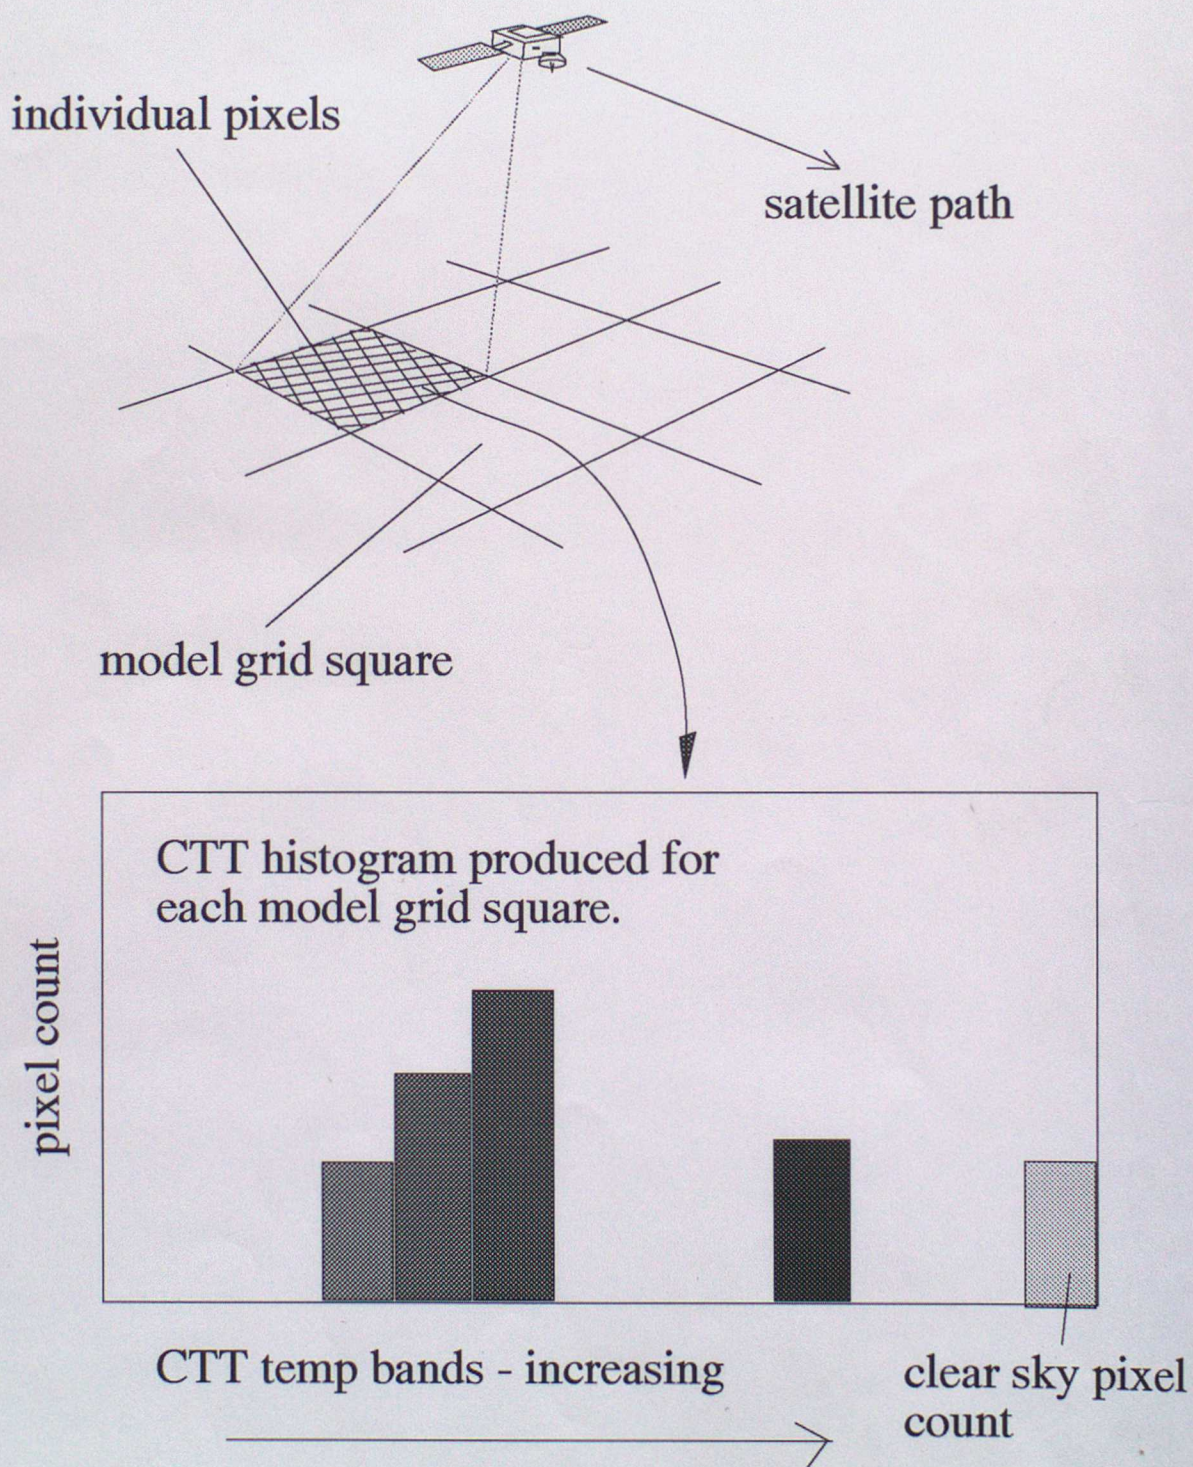 individual pixels
satellite path
model grid square
CTT histogram produced for
each model grid square.
pixel count
CTT temp bands - increasing
clear sky pixel
count